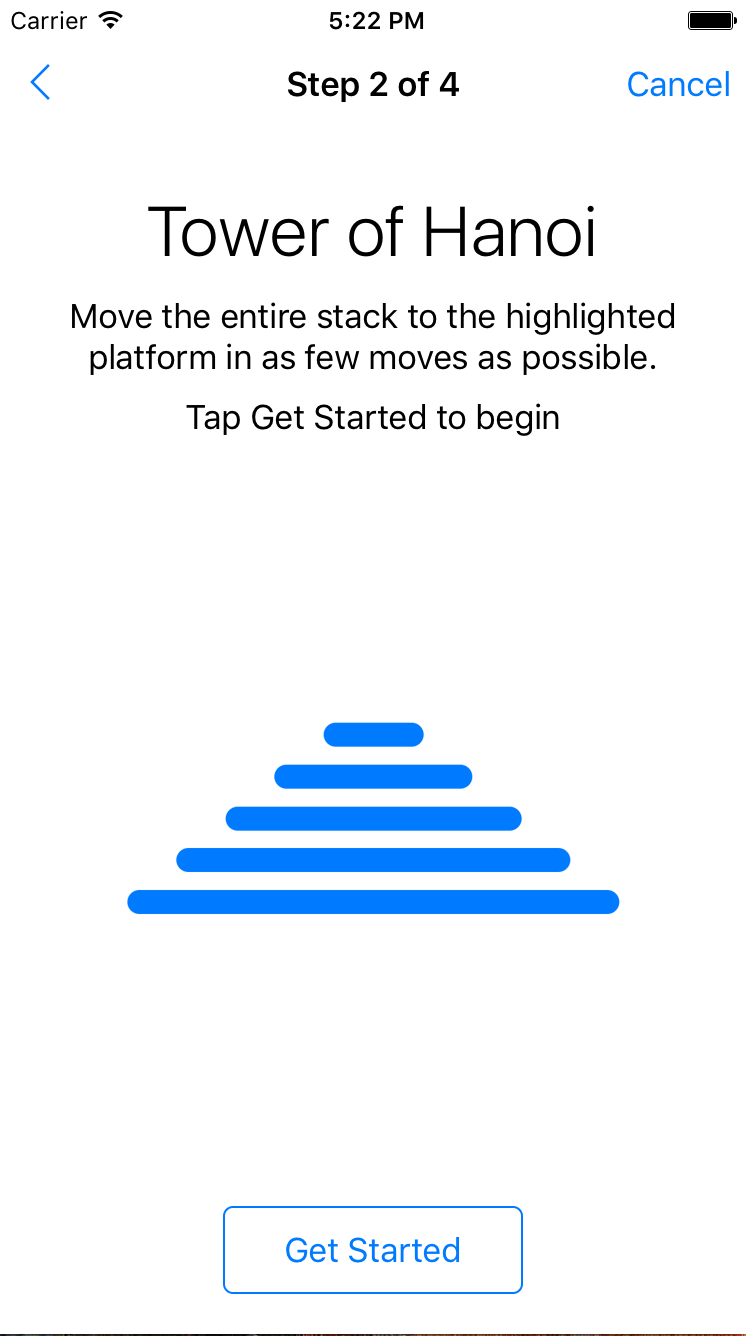 Carrier 5:22 PM
Step 2 of 4 Cancel
Tower of Hanoi
Move the entire stack to the highlighted
platform in as few moves as possible.
Tap Get Started to begin
Get Started